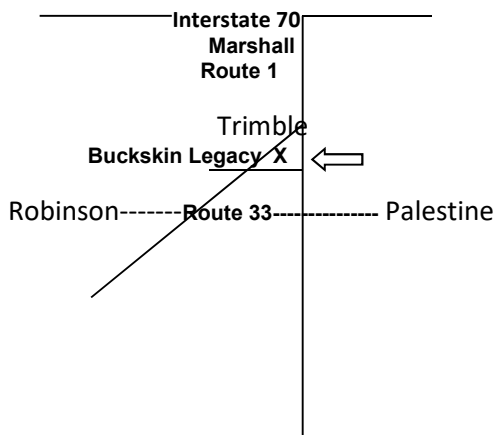 Interstate 70
Marshall
Route 1
Trimble
Buckskin Legacy X
Robinson------Route 33--------------- Palestine